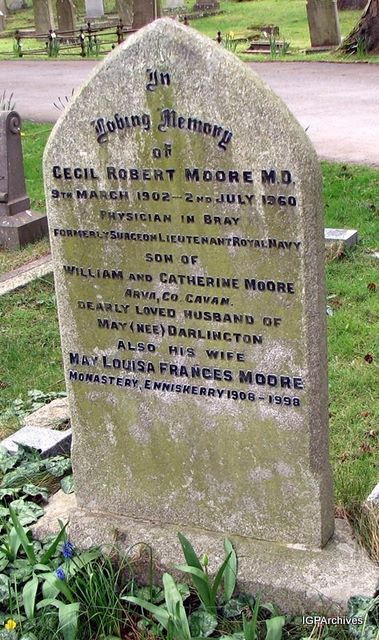 In
Loving Memory
of
CECIL ROBERT MOORE M.D.
9TH MARCH 1902–2ND JULY 1960
PHYSICIAN IN BRAY
FORMERLY SURGEON LIEUTENANT ROYAL NAVY
SON OF
WILLIAM AND CATHERINE MOORE
ARVA, CO. CAVAN.
DEARLY LOVED HUSBAND OF
MAY (NEE) DARLINGTON
ALSO HIS WIFE
MAY LOUISA FRANCES MOORE
MONASTERY, ENNISKERRY 1908-1998
IGPArchives